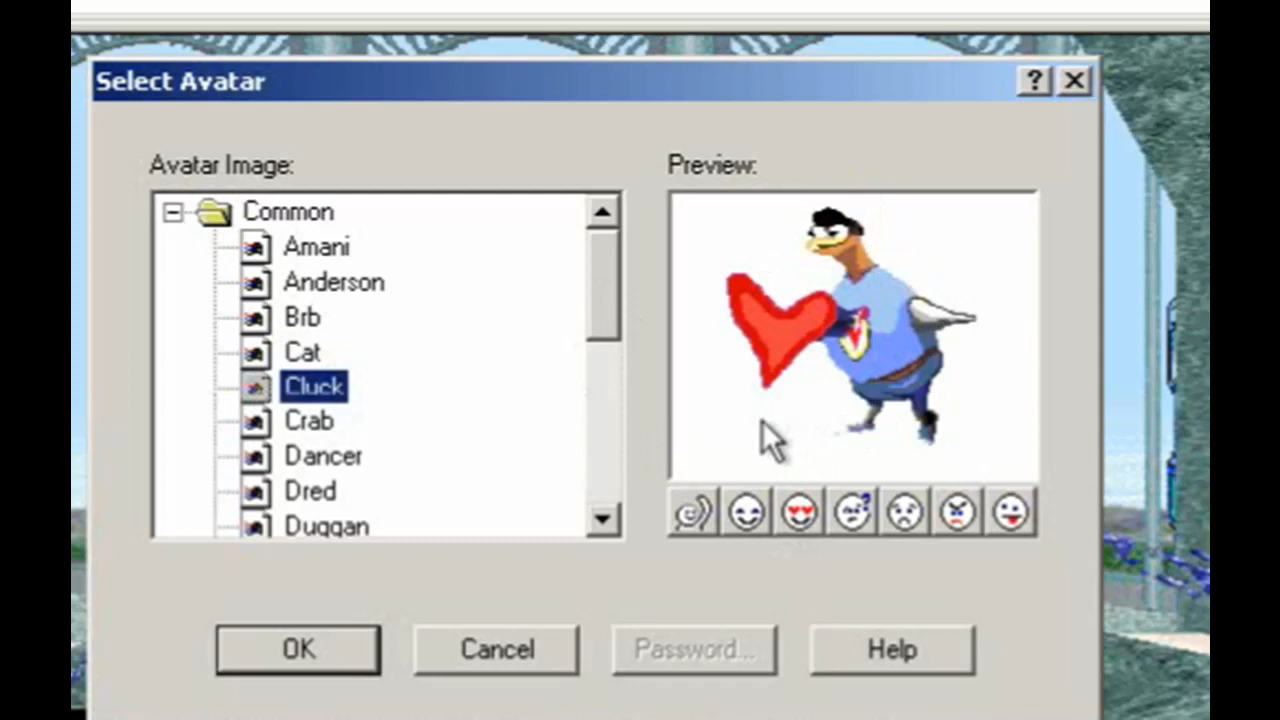 Select Avatar
Avatar Image:
Preview:
Common
Amani
Anderson
Brb
Cat
Cluck
Crab
Dancer
Dred
Duggan
OK
Cancel
Password...
Help